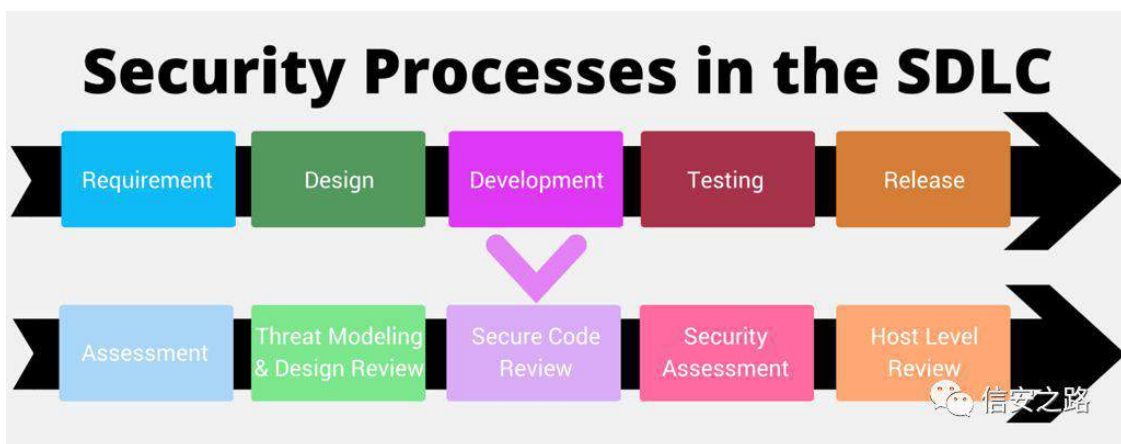 Security Processes in the SDLC
Requirement
Design
Development
Testing
Release
Assessment
Threat Modeling
& Design Review
Secure Code
Review
Security
Assessment
Host Level
Review
信安之路